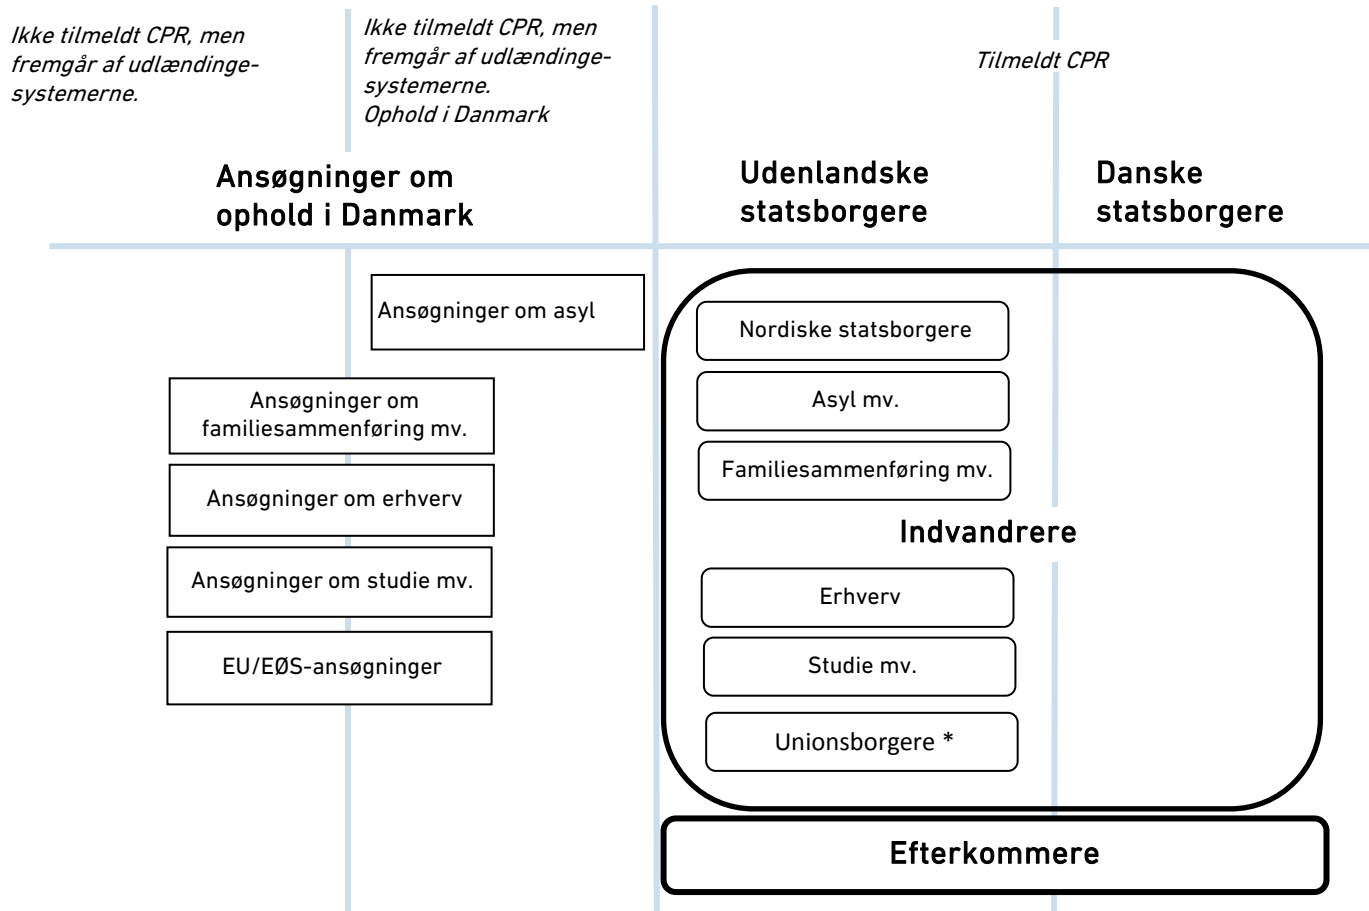 Ikke tilmeldt CPR, men
fremgår af udlændinge-
systemerne.
Ikke tilmeldt CPR, men
fremgår af udlændinge-
systemerne.
Ophold i Danmark
Tilmeldt CPR
Ansøgninger om
ophold i Danmark
Udenlandske
statsborgere
Danske
statsborgere
Ansøgninger om asyl
Ansøgninger om
familiesammenføring mv.
Ansøgninger om erhverv
Ansøgninger om studie mv.
EU/EØS-ansøgninger
Nordiske statsborgere
Asyl mv.
Familiesammenføring mv.
Indvandrere
Erhverv
Studie mv.
Unionsborgere *
Efterkommere